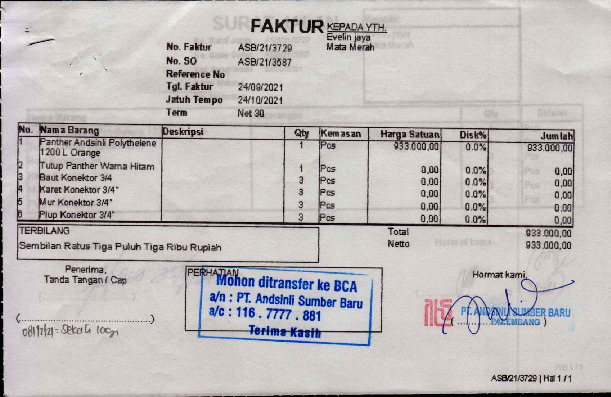 FAKTUR KEPADA YTH.
Evelin jaya
Mata Merah
No. Faktur ASB/21/3729
No. SO ASB/21/3587
Reference No
Tgl. Faktur 24/09/2021
Jatuh Tempo 24/10/2021
Term Net 30
No. Nama Barang Deskripsi Qty Kemasan Harga Satuan Disk% Jumlah
1 Panther Andsinli Polythelene 1 Pcs 933.000,00 0.0% 933.000,00
1200 L Orange
2 Tutup Panther Warna Hitam 1 Pcs 0,00 0.0% 0,00
3 Baut Konektor 3/4 3 Pcs 0,00 0.0% 0,00
4 Karet Konektor 3/4" 3 Pcs 0,00 0.0% 0,00
5 Mur Konektor 3/4" 3 Pcs 0,00 0.0% 0,00
6 Plup Konektor 3/4" 3 Pcs 0,00 0.0% 0,00
TERBILANG Total 933.000,00
Sembilan Ratus Tiga Puluh Tiga Ribu Rupiah Netto 933.000,00
Penerima,
Tanda Tangan / Cap
PERHATIAN
Mohon ditransfer ke BCA
a/n : PT. Andsinli Sumber Baru
a/c : 116 . 7777 . 881
Terima Kasih
Hormat kami,
PT. ANDSINLI SUMBER BARU
PALEMBANG
ASB/21/3729 | Hal 1 / 1